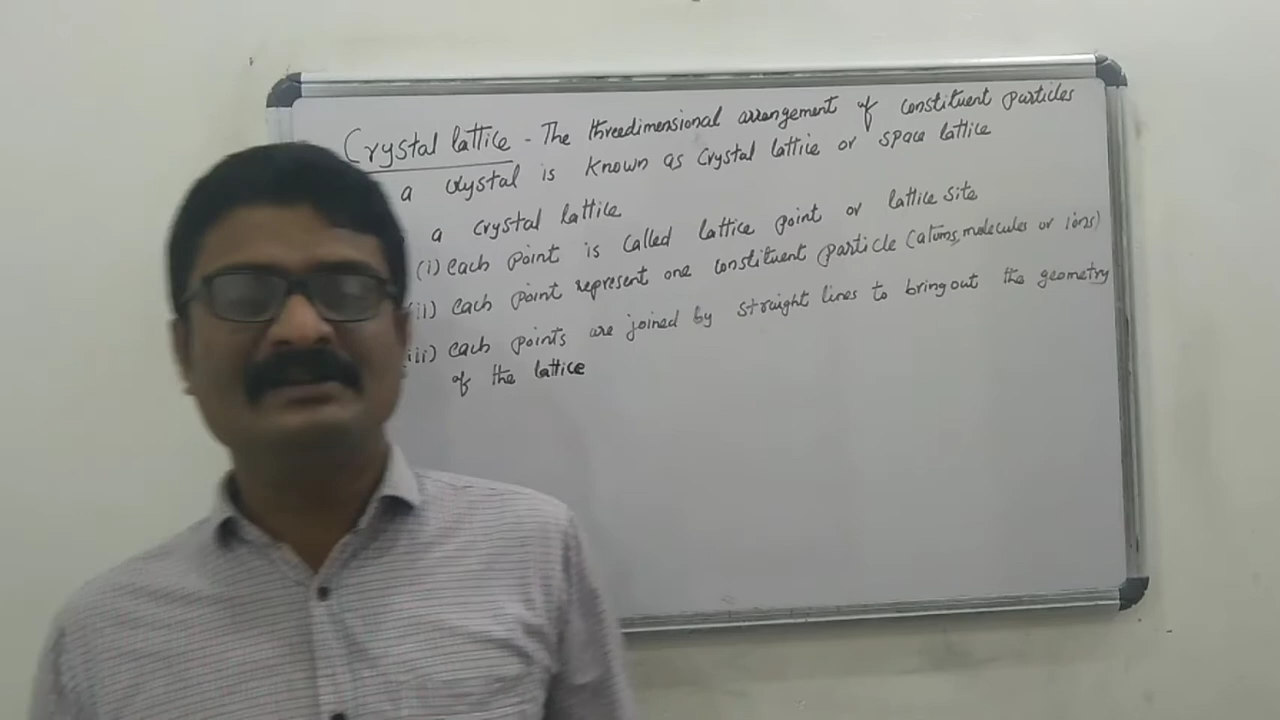 Crystal lattice - The threedimensional arrangement of constituent particles
a crystal is known as crystal lattice or space lattice
a crystal lattice
(i) each point is called lattice point or lattice site
(ii) each point represent one constituent particle (atoms, molecules or ions)
(iii) each points are joined by straight lines to bring out the geometry
of the lattice